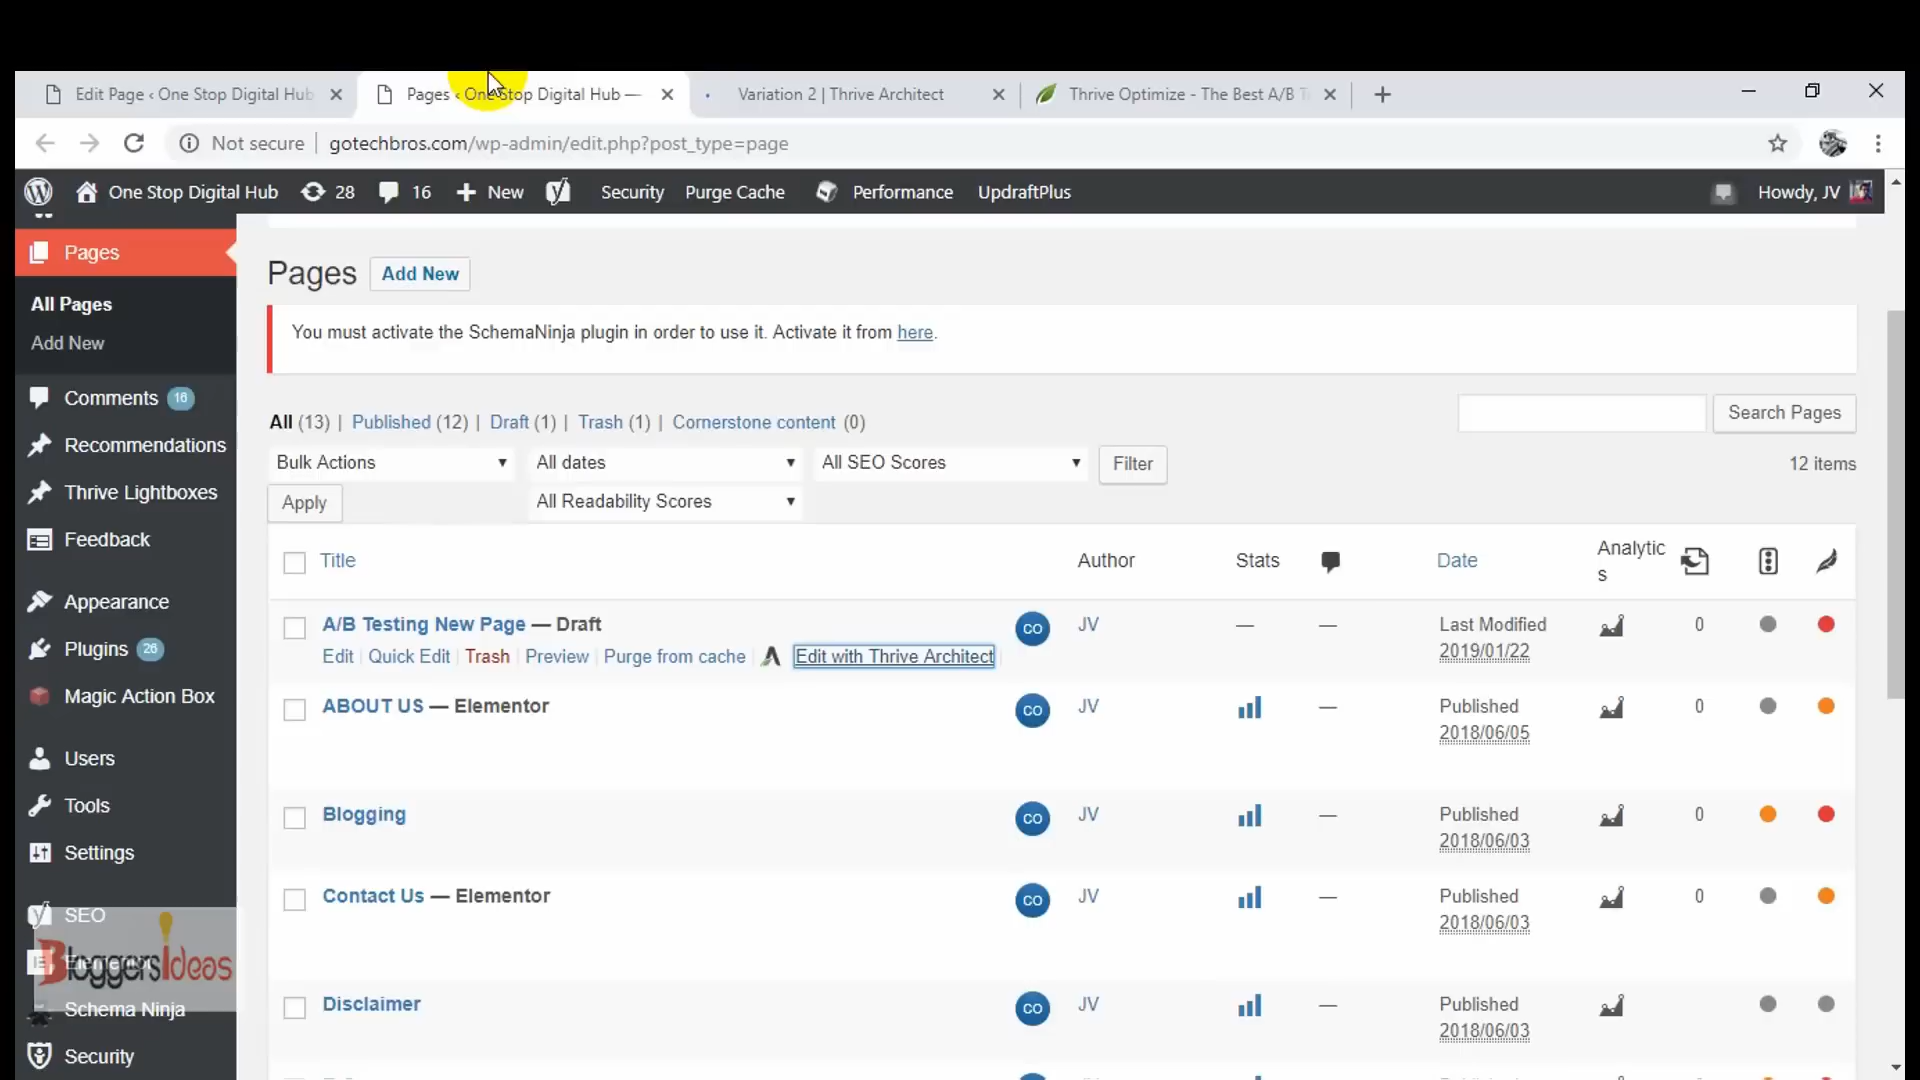 Edit Page ‹ One Stop Digital Hub
Pages ‹ One Stop Digital Hub —
Variation 2 | Thrive Architect
Thrive Optimize - The Best A/B T
Not secure | gotechbros.com/wp-admin/edit.php?post_type=page
One Stop Digital Hub 28 16 New Security Purge Cache Performance UpdraftPlus Howdy, JV
Pages
All Pages
Add New
Comments 16
Recommendations
Thrive Lightboxes
Feedback
Appearance
Plugins 26
Magic Action Box
Users
Tools
Settings
SEO
Elementor
BloggersIdeas
Schema Ninja
Security
Pages Add New
You must activate the SchemaNinja plugin in order to use it. Activate it from here.
All (13) | Published (12) | Draft (1) | Trash (1) | Cornerstone content (0)
Search Pages
Bulk Actions All dates All SEO Scores Filter
12 items
Apply All Readability Scores
Title Author Stats Date Analytic
s
A/B Testing New Page — Draft CO JV — — Last Modified 0
2019/01/22
Edit | Quick Edit | Trash | Preview | Purge from cache Edit with Thrive Architect
ABOUT US — Elementor CO JV — Published 0
2018/06/05
Blogging CO JV — Published 0
2018/06/03
Contact Us — Elementor CO JV — Published 0
2018/06/03
Disclaimer CO JV — Published
2018/06/03